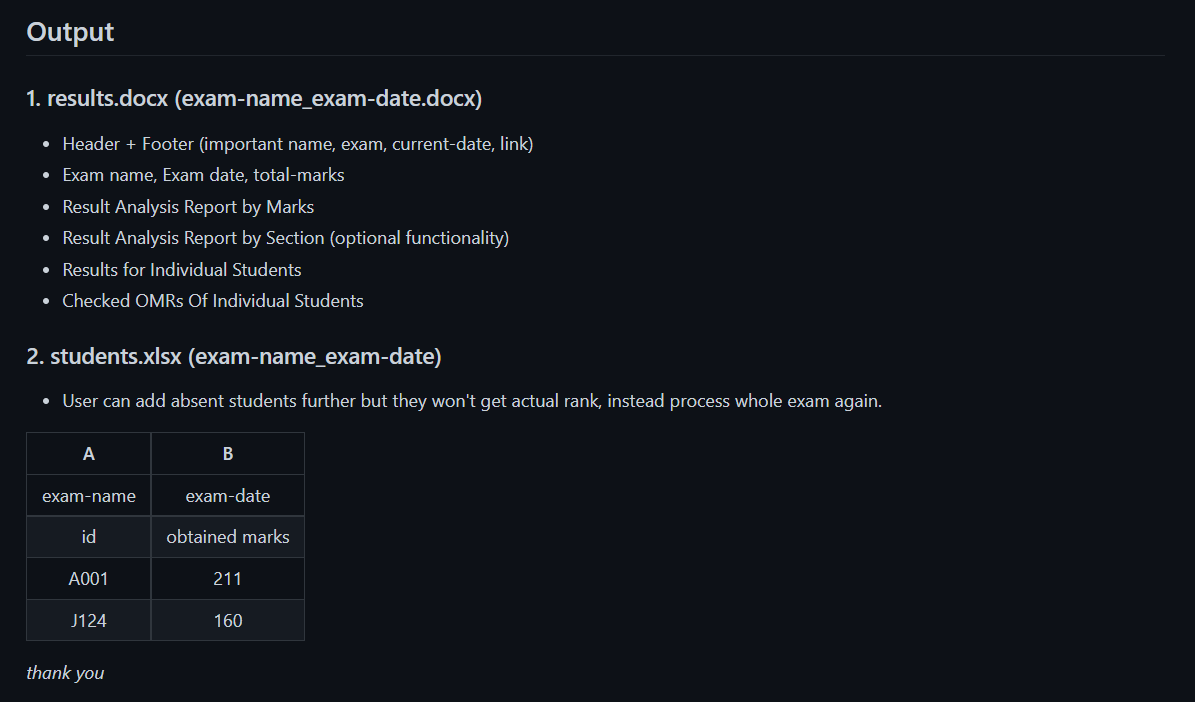 Output
1. results.docx (exam-name_exam-date.docx)
Header + Footer (important name, exam, current-date, link)
Exam name, Exam date, total-marks
Result Analysis Report by Marks
Result Analysis Report by Section (optional functionality)
Results for Individual Students
Checked OMRs Of Individual Students
2. students.xlsx (exam-name_exam-date)
User can add absent students further but they won't get actual rank, instead process whole exam again.
A B
exam-name exam-date
id obtained marks
A001 211
J124 160
thank you